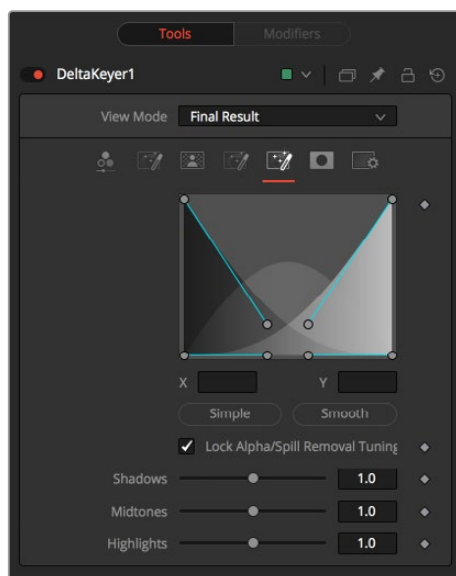 Tools Modifiers
DeltaKeyer1
View Mode Final Result
X Y
Simple Smooth
Lock Alpha/Spill Removal Tuning
Shadows 1.0
Midtones 1.0
Highlights 1.0